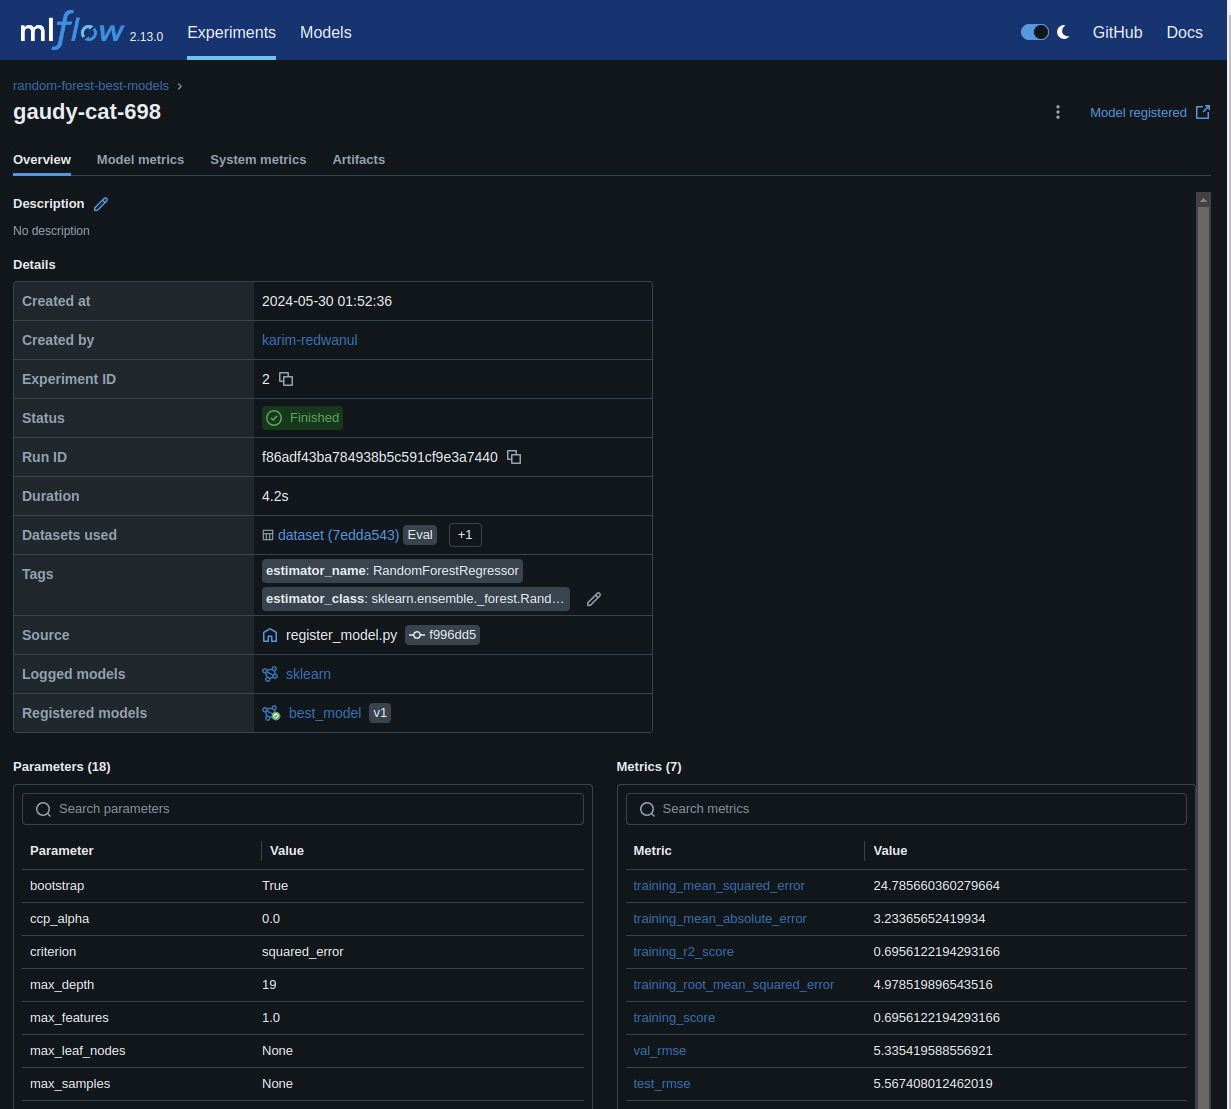 mlflow 2.13.0 Experiments Models GitHub Docs
random-forest-best-models
gaudy-cat-698
Model registered
Overview Model metrics System metrics Artifacts
Description
No description
Details
Created at 2024-05-30 01:52:36
Created by karim-redwanul
Experiment ID 2
Status Finished
Run ID f86adf43ba784938b5c591cf9e3a7440
Duration 4.2s
Datasets used dataset (7edda543) Eval +1
Tags estimator_name: RandomForestRegressor
estimator_class: sklearn.ensemble._forest.Rand…
Source register_model.py f996dd5
Logged models sklearn
Registered models best_model v1
Parameters (18)
Search parameters
Parameter Value
bootstrap True
ccp_alpha 0.0
criterion squared_error
max_depth 19
max_features 1.0
max_leaf_nodes None
max_samples None
Metrics (7)
Search metrics
Metric Value
training_mean_squared_error 24.785660360279664
training_mean_absolute_error 3.23365652419934
training_r2_score 0.6956122194293166
training_root_mean_squared_error 4.978519896543516
training_score 0.6956122194293166
val_rmse 5.335419588556921
test_rmse 5.567408012462019